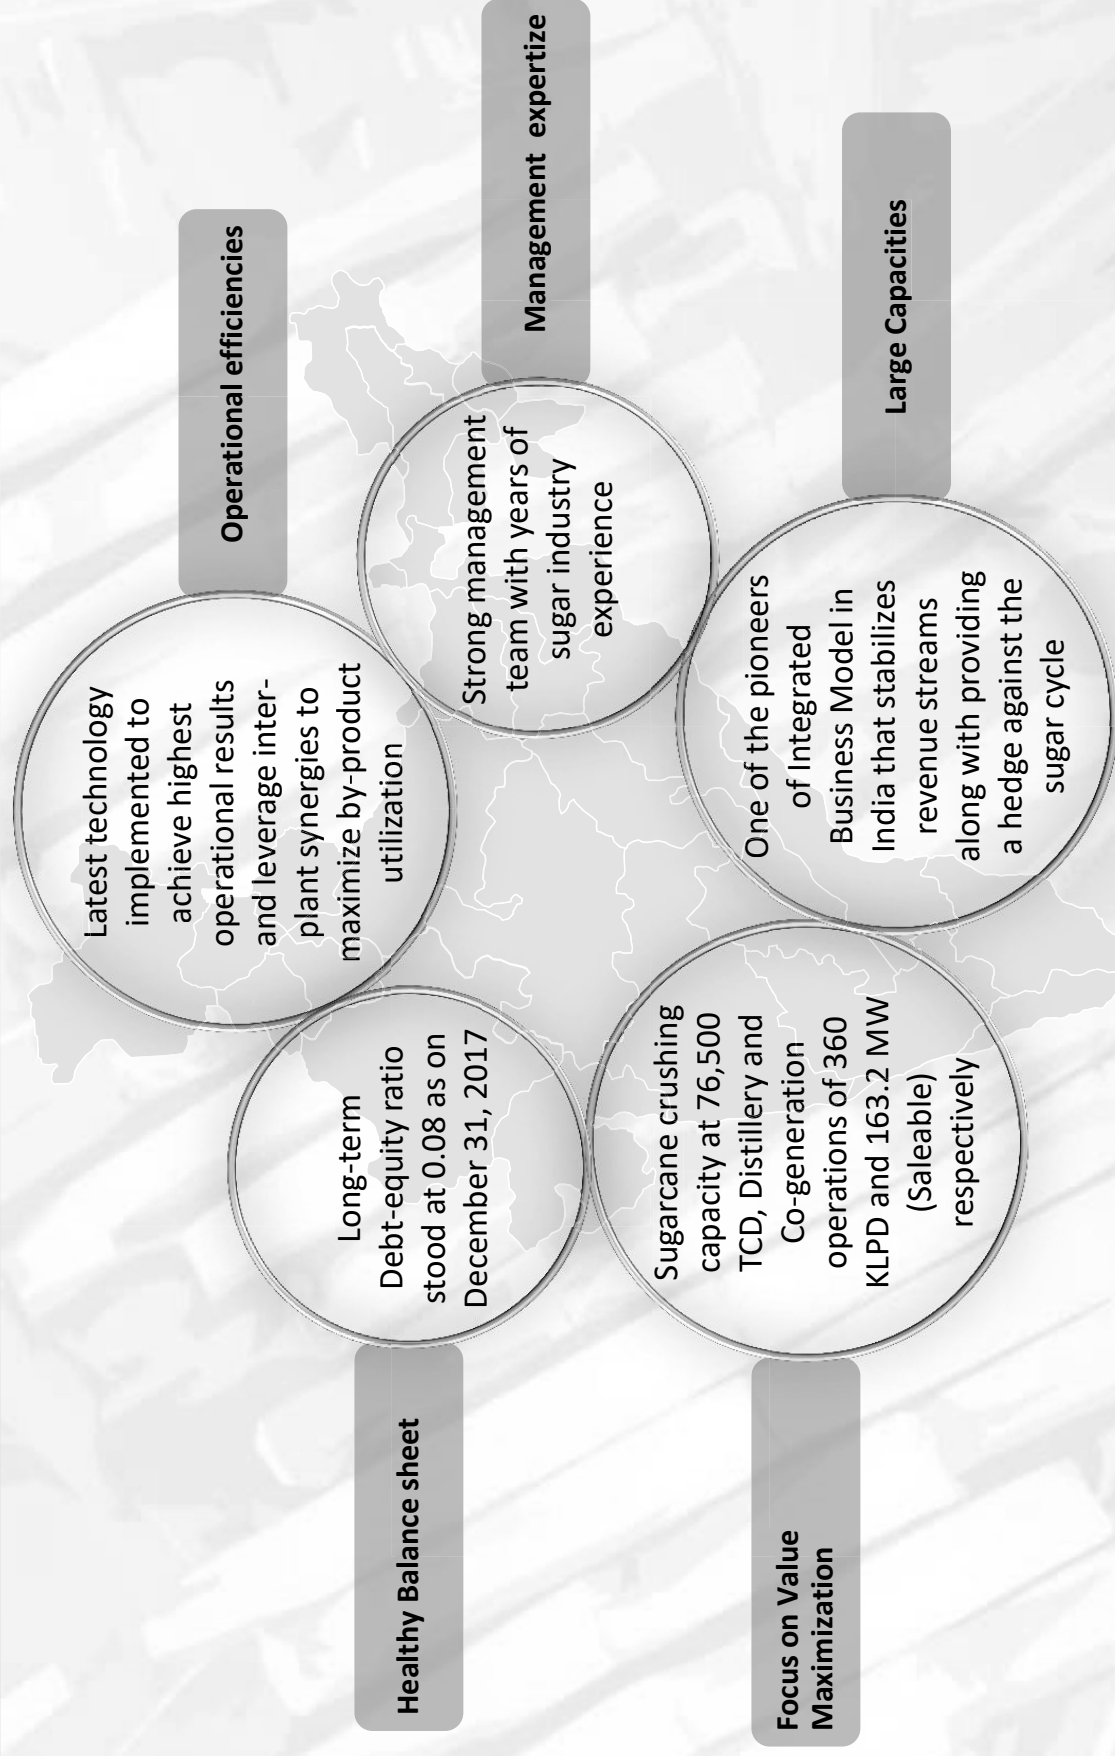 Operational efficiencies
Latest technology
implemented to
achieve highest
operational results
and leverage inter-
plant synergies to
maximize by-product
utilization
Healthy Balance sheet
Long-term
Debt-equity ratio
stood at 0.08 as on
December 31, 2017
Management expertize
Strong management
team with years of
sugar industry
experience
Focus on Value
Maximization
Sugarcane crushing
capacity at 76,500
TCD, Distillery and
Co-generation
operations of 360
KLPD and 163.2 MW
(Saleable)
respectively
Large Capacities
One of the pioneers
of Integrated
Business Model in
India that stabilizes
revenue streams
along with providing
a hedge against the
sugar cycle